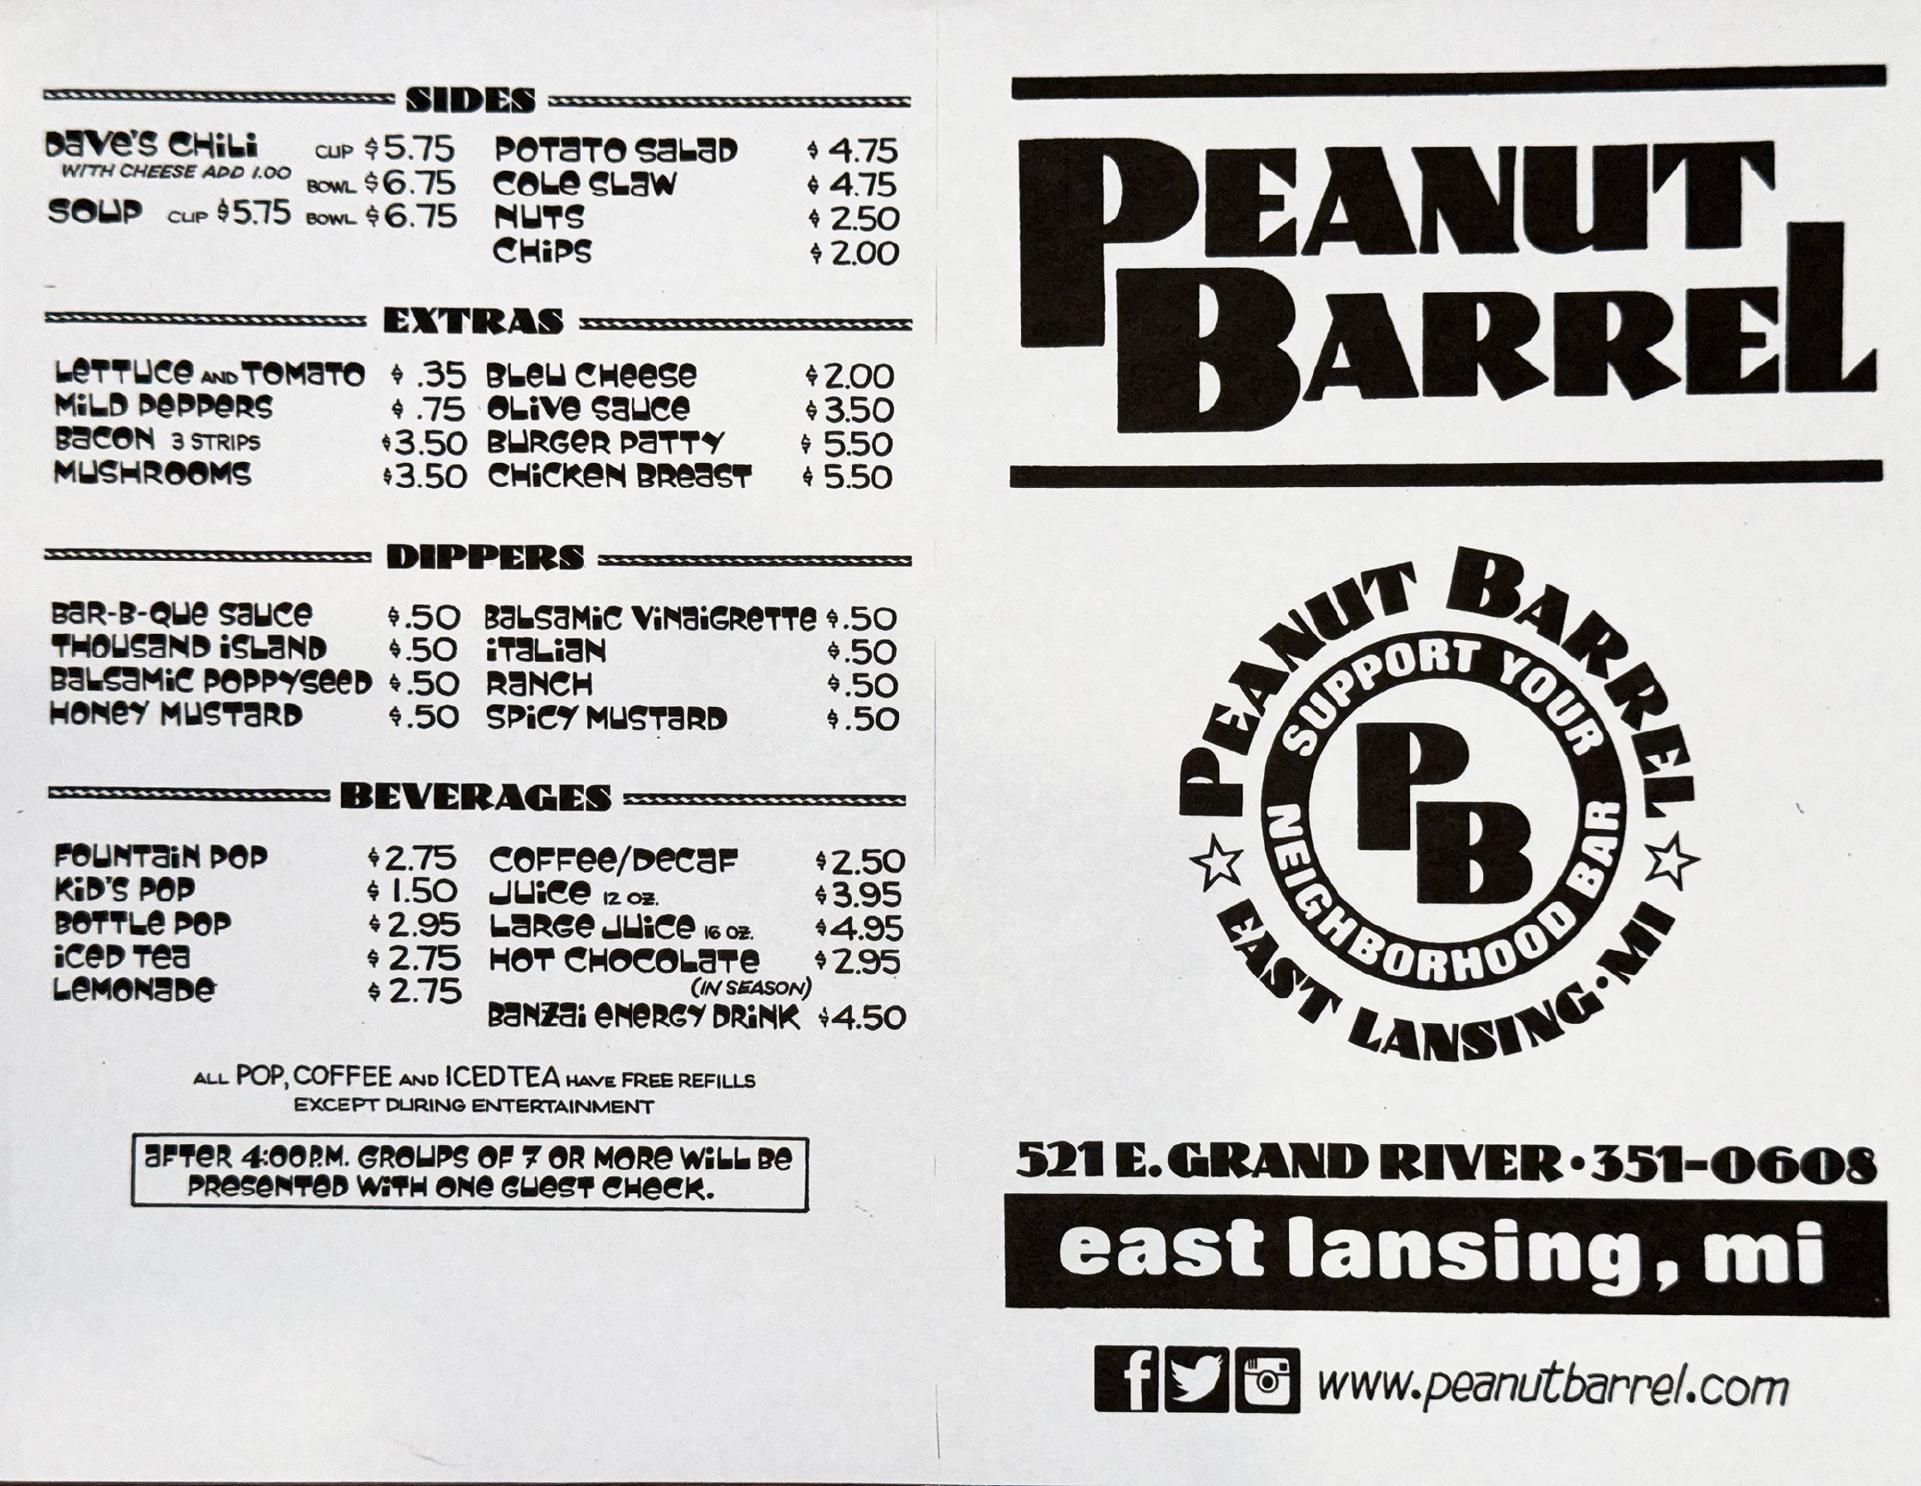 SIDES
Dave's Chili CUP $5.75
WITH CHEESE ADD 1.00
BOWL $6.75
Soup CUP $5.75 BOWL $6.75
Potato Salad $4.75
Cole Slaw $4.75
Nuts $2.50
Chips $2.00
EXTRAS
Lettuce AND Tomato $.35
Mild Peppers $.75
Bacon 3 STRIPS $3.50
Mushrooms $3.50
Bleu Cheese $2.00
Olive Sauce $3.50
Burger Patty $5.50
Chicken Breast $5.50
DIPPERS
Bar-B-Que Sauce $.50
Thousand Island $.50
Balsamic Poppyseed $.50
Honey Mustard $.50
Balsamic Vinaigrette $.50
Italian $.50
Ranch $.50
Spicy Mustard $.50
BEVERAGES
Fountain Pop $2.75
Kid's Pop $1.50
Bottle Pop $2.95
Iced Tea $2.75
Lemonade $2.75
Coffee/Decaf $2.50
Juice 12 OZ. $3.95
Large Juice 16 OZ. $4.95
Hot Chocolate $2.95
(IN SEASON)
Banzai Energy Drink $4.50
ALL POP, COFFEE AND ICED TEA HAVE FREE REFILLS
EXCEPT DURING ENTERTAINMENT
After 4:00 P.M. Groups of 7 or more will be
presented with one guest check.
PEANUT
BARREL
PEANUT BARREL
SUPPORT YOUR
PB
NEIGHBORHOOD BAR
EAST LANSING • MI
521 E. GRAND RIVER • 351-0608
east lansing, mi
www.peanutbarrel.com